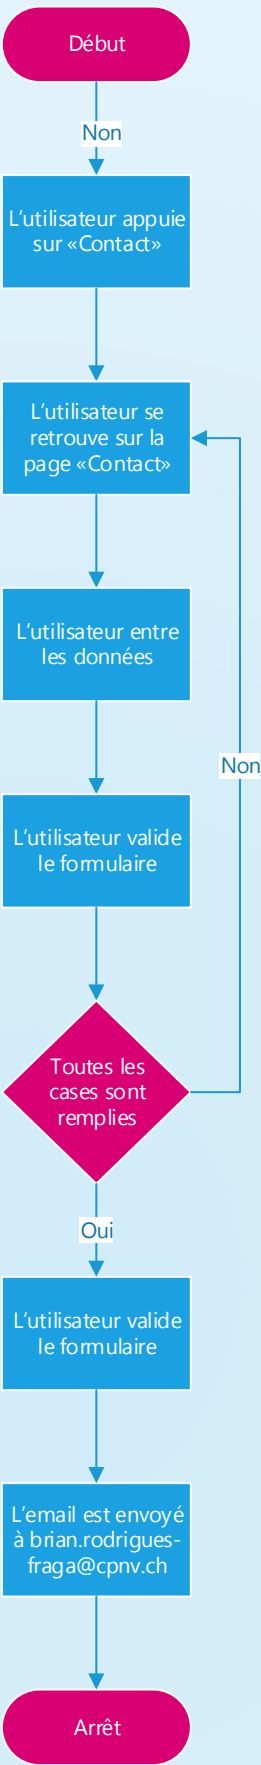 Début
Non
L'utilisateur appuie
sur «Contact»
L'utilisateur se
retrouve sur la
page «Contact»
L'utilisateur entre
les données
Non
L'utilisateur valide
le formulaire
Toutes les
cases sont
remplies
Oui
L'utilisateur valide
le formulaire
L'email est envoyé
à brian.rodrigues-
fraga@cpnv.ch
Arrêt